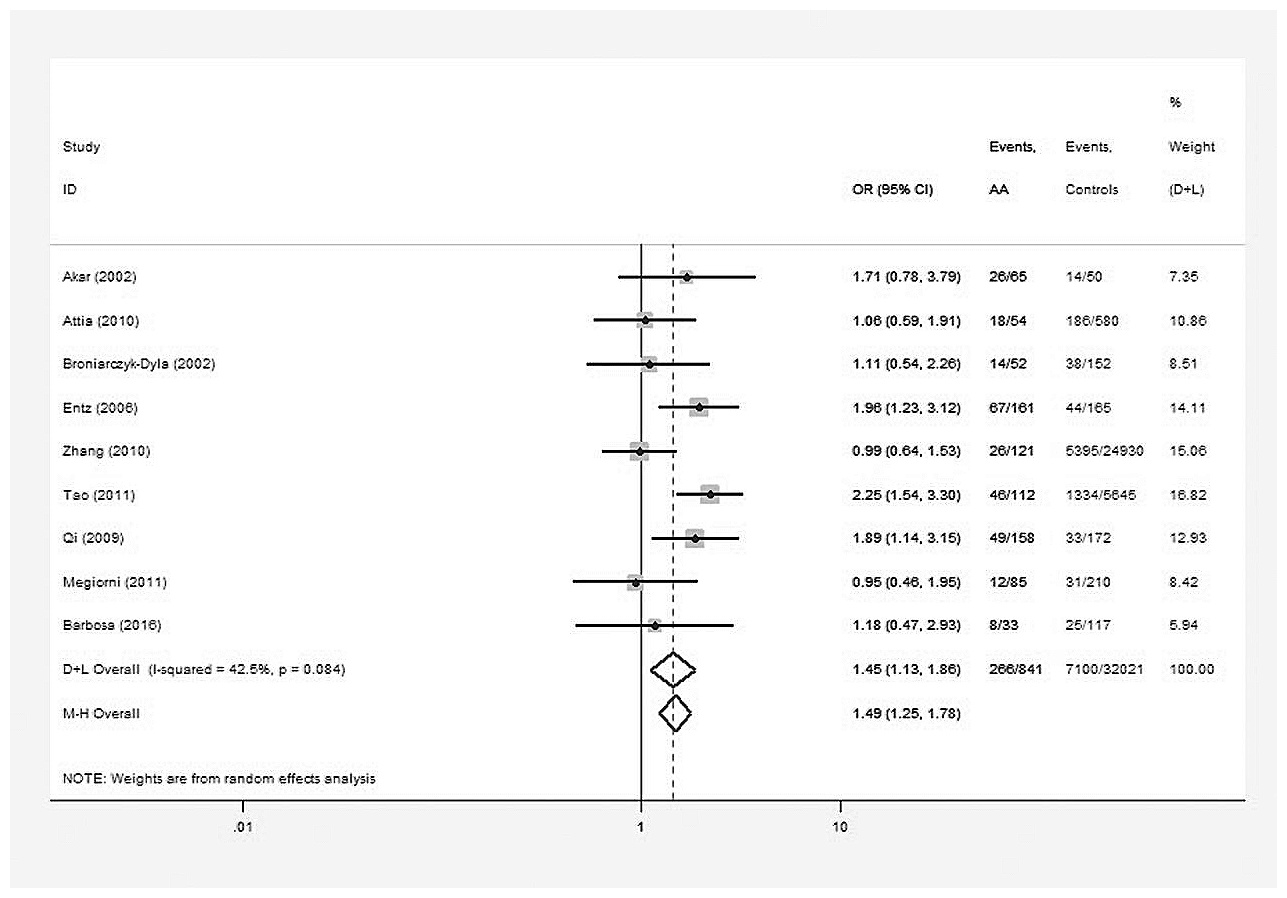 %
Study Events, Events, Weight
ID OR (95% CI) AA Controls (D+L)
Akar (2002) 1.71 (0.78, 3.79) 26/65 14/50 7.35
Attia (2010) 1.06 (0.59, 1.91) 18/54 186/580 10.86
Broniarczyk-Dyla (2002) 1.11 (0.54, 2.26) 14/52 38/152 8.51
Entz (2006) 1.96 (1.23, 3.12) 67/161 44/165 14.11
Zhang (2010) 0.99 (0.64, 1.53) 26/121 5395/24930 15.06
Tao (2011) 2.25 (1.54, 3.30) 46/112 1334/5645 16.82
Qi (2009) 1.89 (1.14, 3.15) 49/158 33/172 12.93
Megiorni (2011) 0.95 (0.46, 1.95) 12/85 31/210 8.42
Barbosa (2016) 1.18 (0.47, 2.93) 8/33 25/117 5.94
D+L Overall (I-squared = 42.5%, p = 0.084) 1.45 (1.13, 1.86) 266/841 7100/32021 100.00
M-H Overall 1.49 (1.25, 1.78)
NOTE: Weights are from random effects analysis
.01 1 10